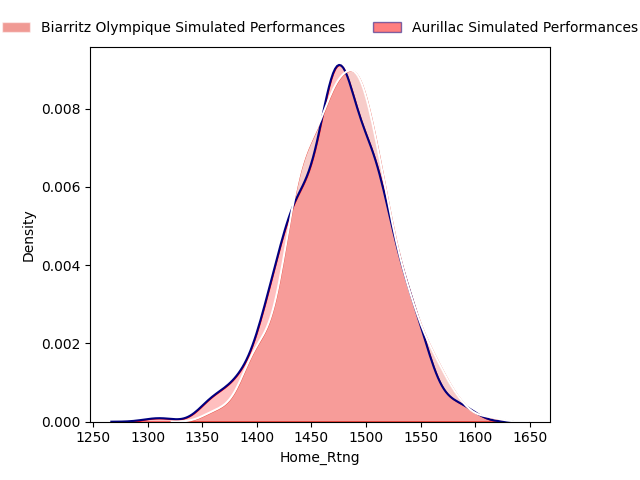 Biarritz Olympique Simulated Performances Aurillac Simulated Performances
0.008
0.006
0.004
0.002
0.000
Density
1250 1300 1350 1400 1450 1500 1550 1600 1650
Home_Rtng